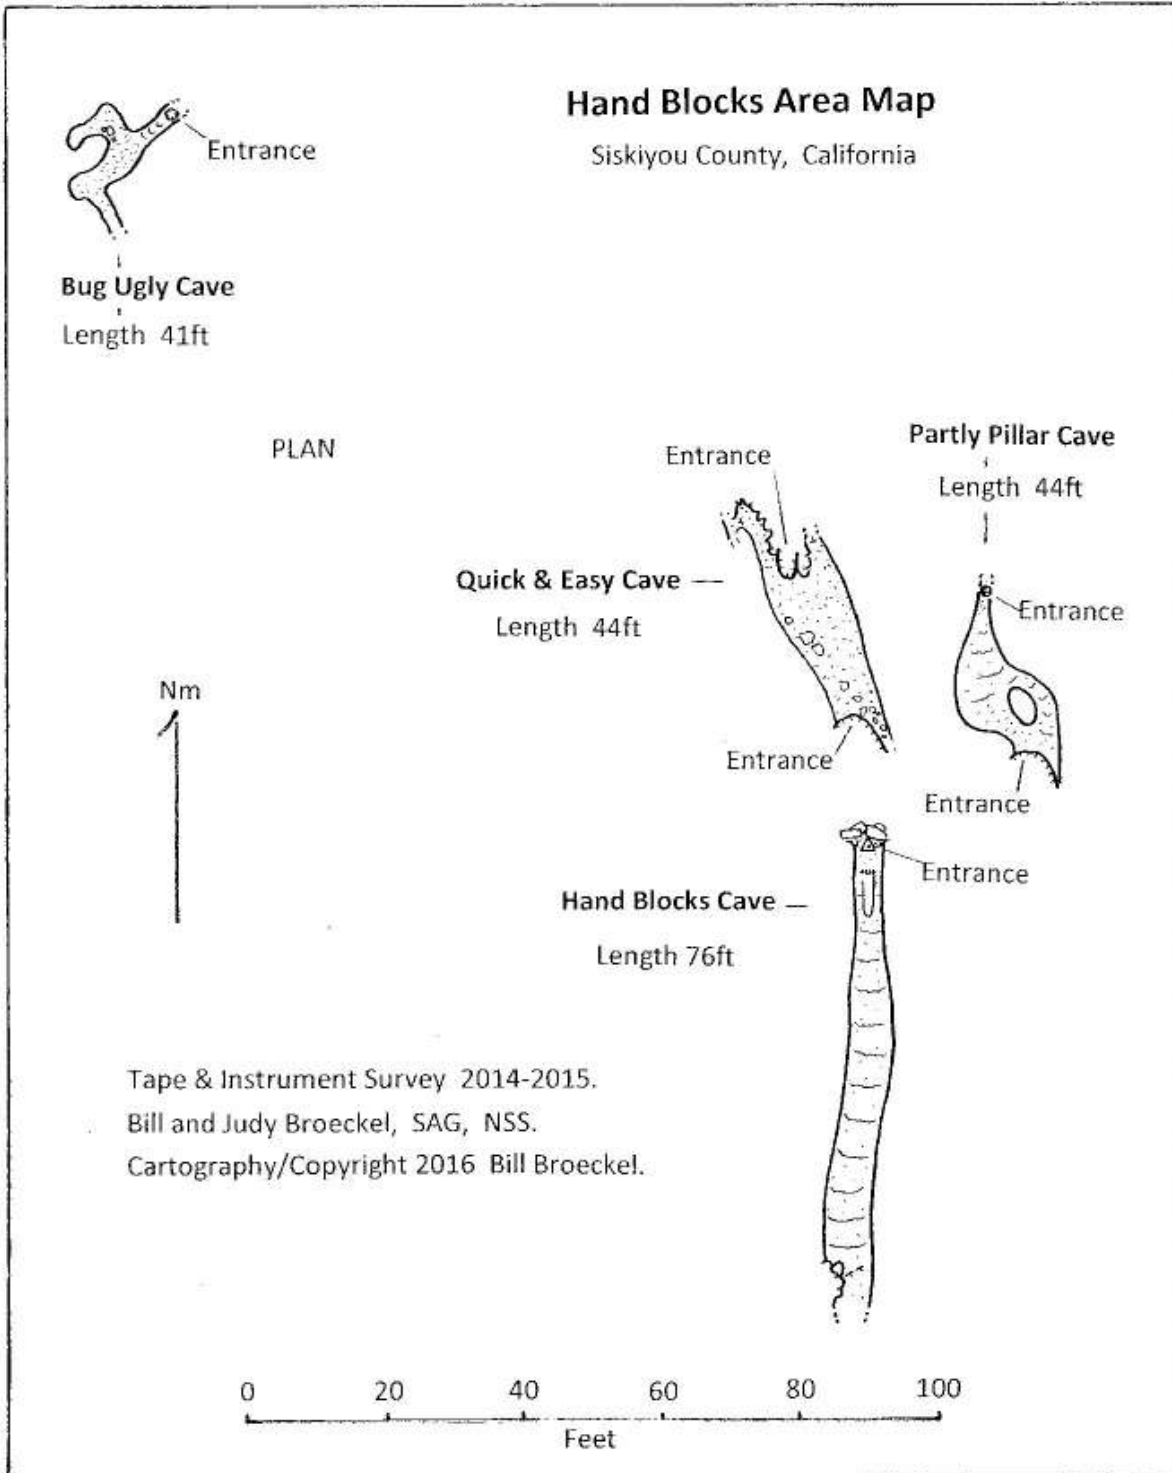 Hand Blocks Area Map
Siskiyou County, California
Entrance
Bug Ugly Cave
Length 41ft
PLAN
Partly Pillar Cave
Length 44ft
Entrance
Quick & Easy Cave
Length 44ft
Entrance
Nm
Entrance
Entrance
Entrance
Hand Blocks Cave
Length 76ft
Tape & Instrument Survey 2014-2015.
Bill and Judy Broeckel, SAG, NSS.
Cartography/Copyright 2016 Bill Broeckel.
0 20 40 60 80 100
Feet